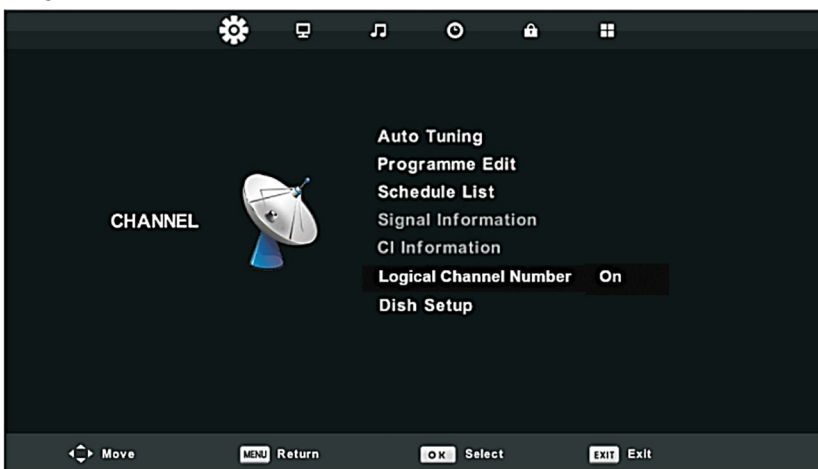 Auto Tuning
Programme Edit
Schedule List
CHANNEL
Signal Information
CI Information
Logical Channel Number On
Dish Setup
Move MENU Return OK Select EXIT Exit